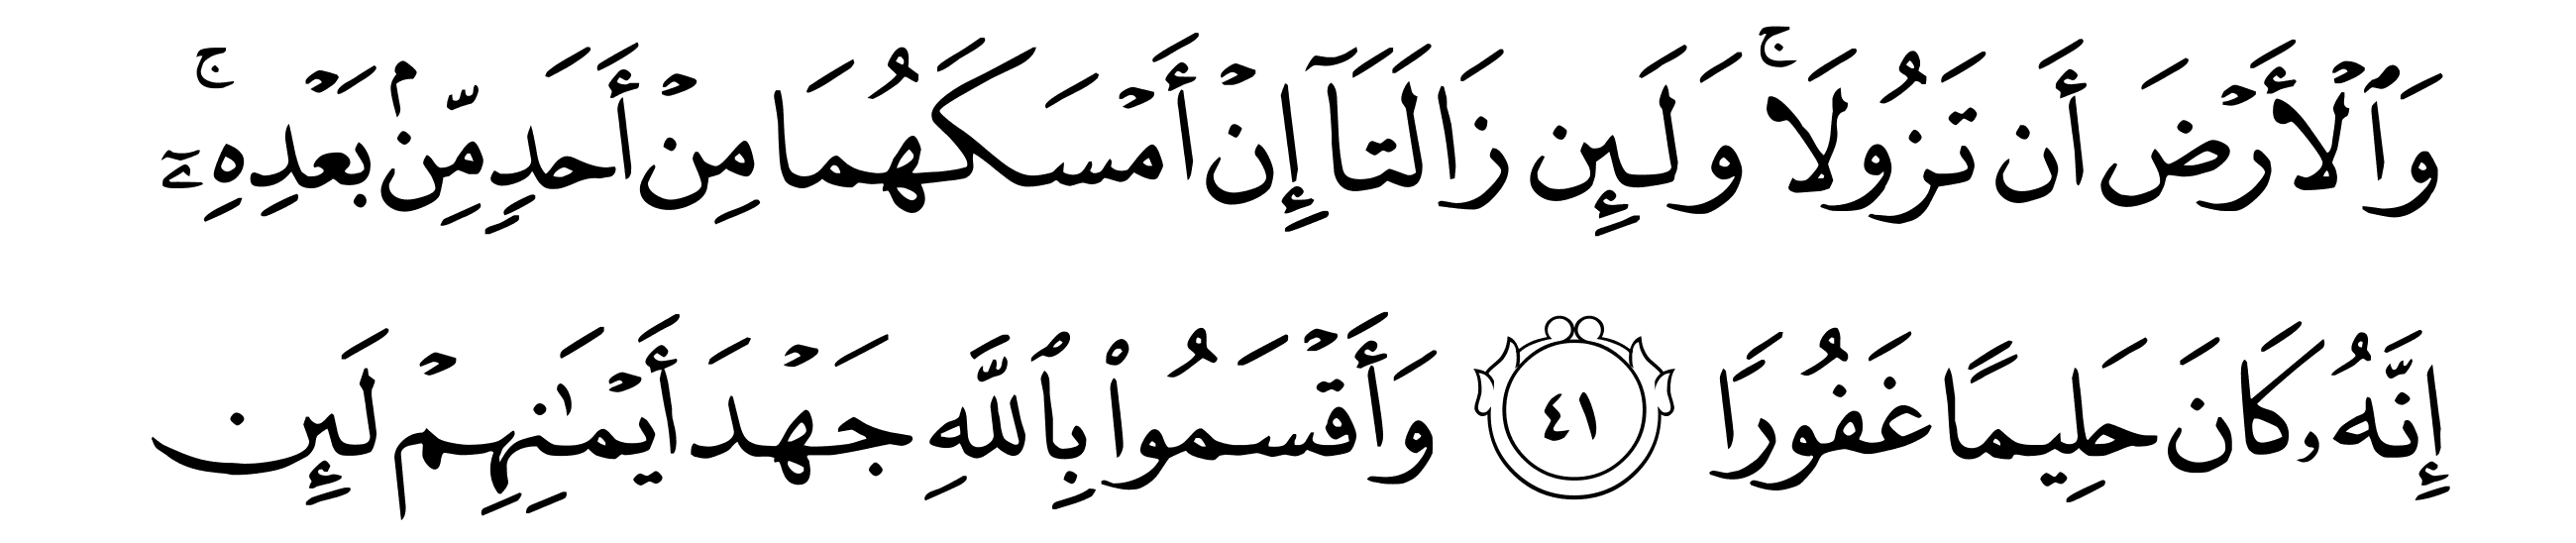 وَٱلۡأَرۡضَ أَن تَزُولَاۚ وَلَئِن زَالَتَآ إِنۡ أَمۡسَكَهُمَا مِنۡ أَحَدٖ مِّنۢ بَعۡدِهِۦٓۚ
إِنَّهُۥ كَانَ حَلِيمًا غَفُورٗا ٤١ وَأَقۡسَمُواْ بِٱللَّهِ جَهۡدَ أَيۡمَٰنِهِمۡ لَئِن